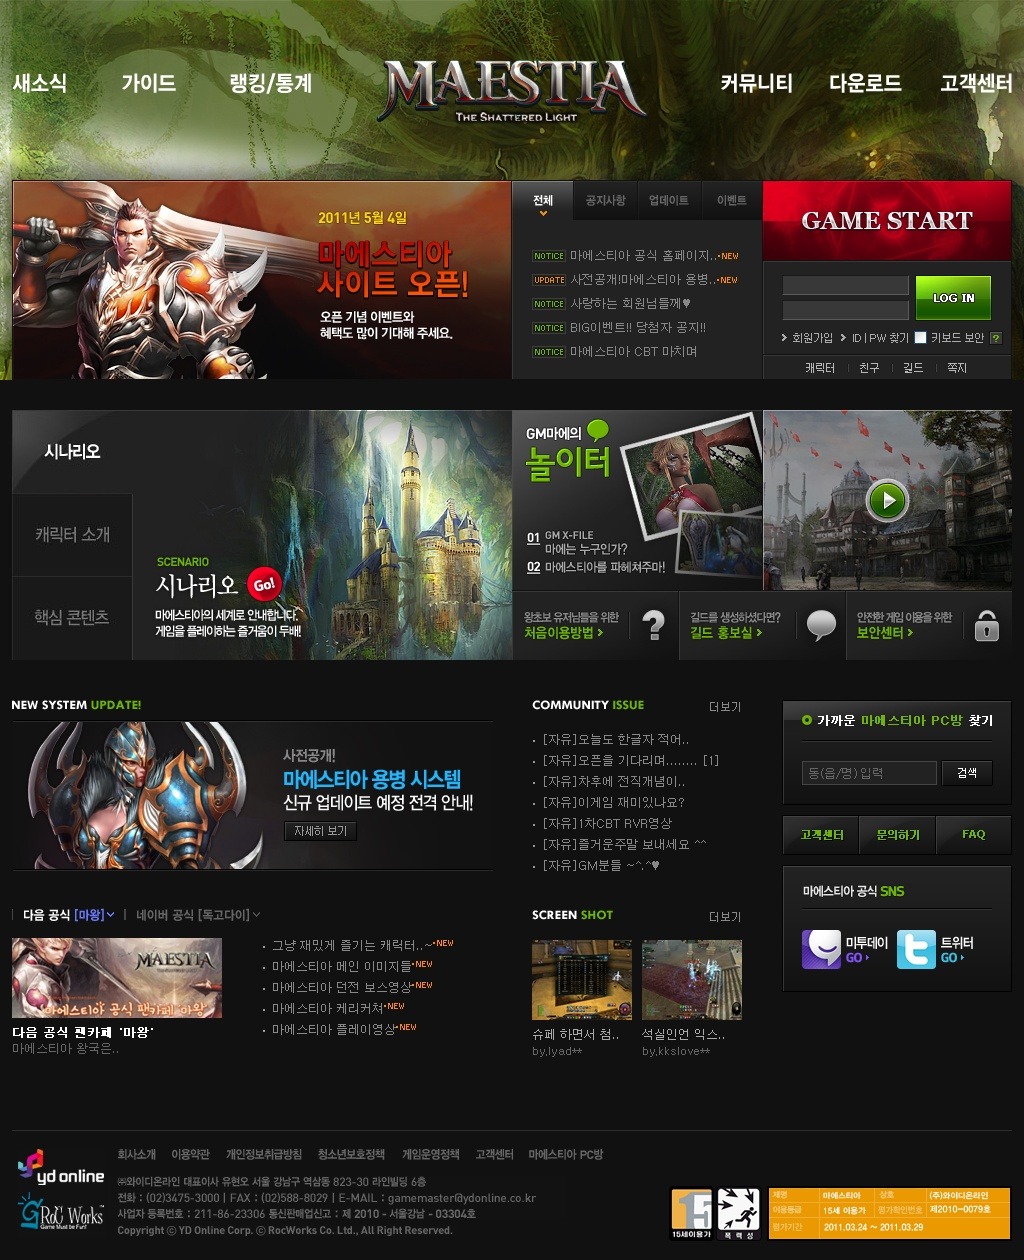 새소식 가이드 랭킹/통계 MAESTIA 커뮤니티 다운로드 고객센터
THE SHATTERED LIGHT
2011년 5월 4일
마에스티아
사이트 오픈!
오픈 기념 이벤트와
혜택도 많이 기대해 주세요.
전체 공지사항 업데이트 이벤트
NOTICE 마에스티아 공식 홈페이지..•NEW
UPDATE 사전공개!마에스티아 용병..•NEW
NOTICE 사랑하는 회원님들께♥
NOTICE BIG이벤트!! 당첨자 공지!!
NOTICE 마에스티아 CBT 마치며
GAME START
LOG IN
회원가입 ID | PW 찾기 키보드 보안 ?
캐릭터 | 친구 | 길드 | 쪽지
시나리오
캐릭터 소개
핵심 콘텐츠
SCENARIO
시나리오 Go!
마에스티아의 세계로 안내합니다.
게임을 플레이하는 즐거움이 두배!
GM마에의
놀이터
01 GM X-FILE
마에는 누구인가?
02 마에스티아를 파헤쳐주마!
왕초보 유저님들을 위한
처음이용방법 >
길드를 생성하셨다면?
길드 홍보실 >
안전한 게임 이용을 위한
보안센터 >
NEW SYSTEM UPDATE!
사전공개!
마에스티아 용병 시스템
신규 업데이트 예정 전격 안내!
자세히 보기
COMMUNITY ISSUE 더보기
· [자유]오늘도 한글자 적어..
· [자유]오픈을 기다리며........ [1]
· [자유]차후에 전직개념이..
· [자유]이게임 재미있나요?
· [자유]1차CBT RVR영상
· [자유]즐거운주말 보내세요 ^^
· [자유]GM분들 ~^.^♥
가까운 마에스티아 PC방 찾기
동(읍/면)입력 검색
고객센터 문의하기 FAQ
마에스티아 공식 SNS
미투데이 GO
트위터 GO
| 다음 공식 [마왕] | 네이버 공식 [독고다이]
MAESTIA
마에스티아 공식 팬카페 마왕
다음 공식 팬카페 '마왕'
마에스티아 왕국은..
· 그냥 재밌게 즐기는 캐릭터..~•NEW
· 마에스티아 메인 이미지들•NEW
· 마에스티아 던전 보스영상•NEW
· 마에스티아 케리커쳐•NEW
· 마에스티아 플레이영상•NEW
SCREEN SHOT 더보기
슈페 하면서 첨..
by.lyad**
석실인언 익스..
by.kkslove**
yd online
RoC Works
Game Must be Fun!
회사소개 이용약관 개인정보취급방침 청소년보호정책 게임운영정책 고객센터 마에스티아 PC방
㈜와이디온라인 대표이사 유현오 서울 강남구 역삼동 823-30 라인빌딩 6층
전화 : (02)3475-3000 | FAX : (02)588-8029 | E-MAIL : gamemaster@ydonline.co.kr
사업자 등록번호 : 211-86-23306 통신판매업신고 : 제 2010 - 서울강남 - 03304호
Copyright ⓒ YD Online Corp. ⓒ RocWorks Co. Ltd., All Right Reserved.
15
15세이용가
폭력성
제명 마에스티아 상호 (주)와이디온라인
이용등급 15세 이용가 등급분류번호 제2010-0079호
평가기간 2011.03.24 ~ 2011.03.29